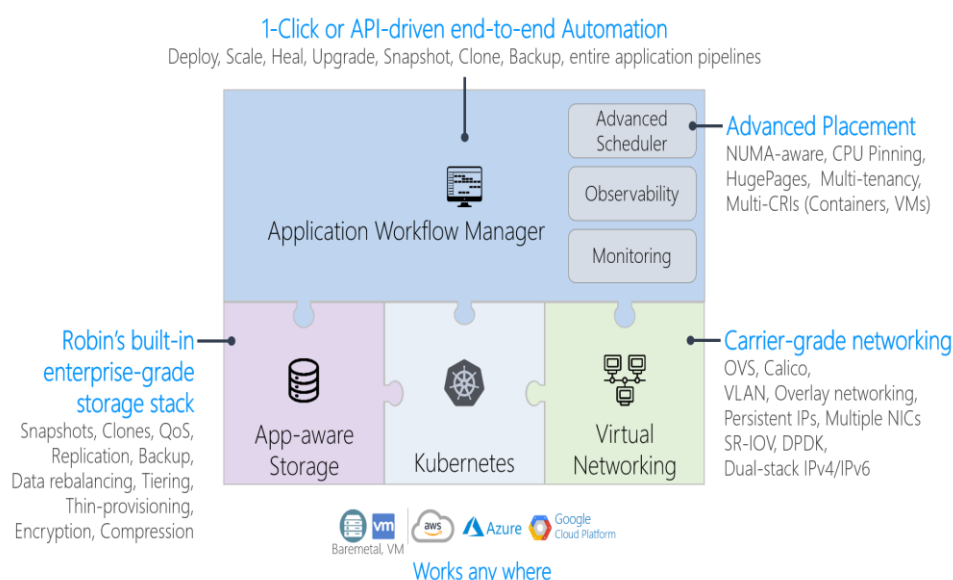 1-Click or API-driven end-to-end Automation
Deploy, Scale, Heal, Upgrade, Snapshot, Clone, Backup, entire application pipelines
Advanced
Scheduler
Observability
Monitoring
Application Workflow Manager
Advanced Placement
NUMA-aware, CPU Pinning,
HugePages, Multi-tenancy,
Multi-CRIs (Containers, VMs)
Robin's built-in
enterprise-grade
storage stack
Snapshots, Clones, QoS,
Replication, Backup,
Data rebalancing, Tiering,
Thin-provisioning,
Encryption, Compression
App-aware
Storage
Kubernetes
Virtual
Networking
Carrier-grade networking
OVS, Calico,
VLAN, Overlay networking,
Persistent IPs, Multiple NICs
SR-IOV, DPDK,
Dual-stack IPv4/IPv6
vm
Baremetal, VM
aws
Azure
Google
Cloud Platform
Works any where